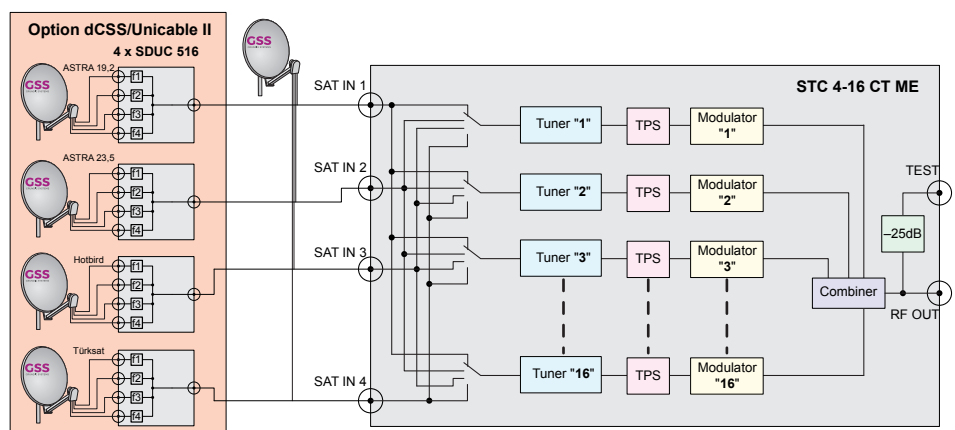 Option dCSS/Unicable II
4 x SDUC 516
ASTRA 19,2
GSS
f1
f2
f3
f4
ASTRA 23,5
GSS
f1
f2
f3
f4
Hotbird
GSS
f1
f2
f3
f4
Türksat
GSS
f1
f2
f3
f4
GSS
SAT IN 1
SAT IN 2
SAT IN 3
SAT IN 4
STC 4-16 CT ME
Tuner "1"
TPS
Modulator
"1"
Tuner "2"
TPS
Modulator
"2"
Tuner "3"
TPS
Modulator
"3"
Tuner "16"
TPS
Modulator
"16"
Combiner
–25dB
TEST
RF OUT